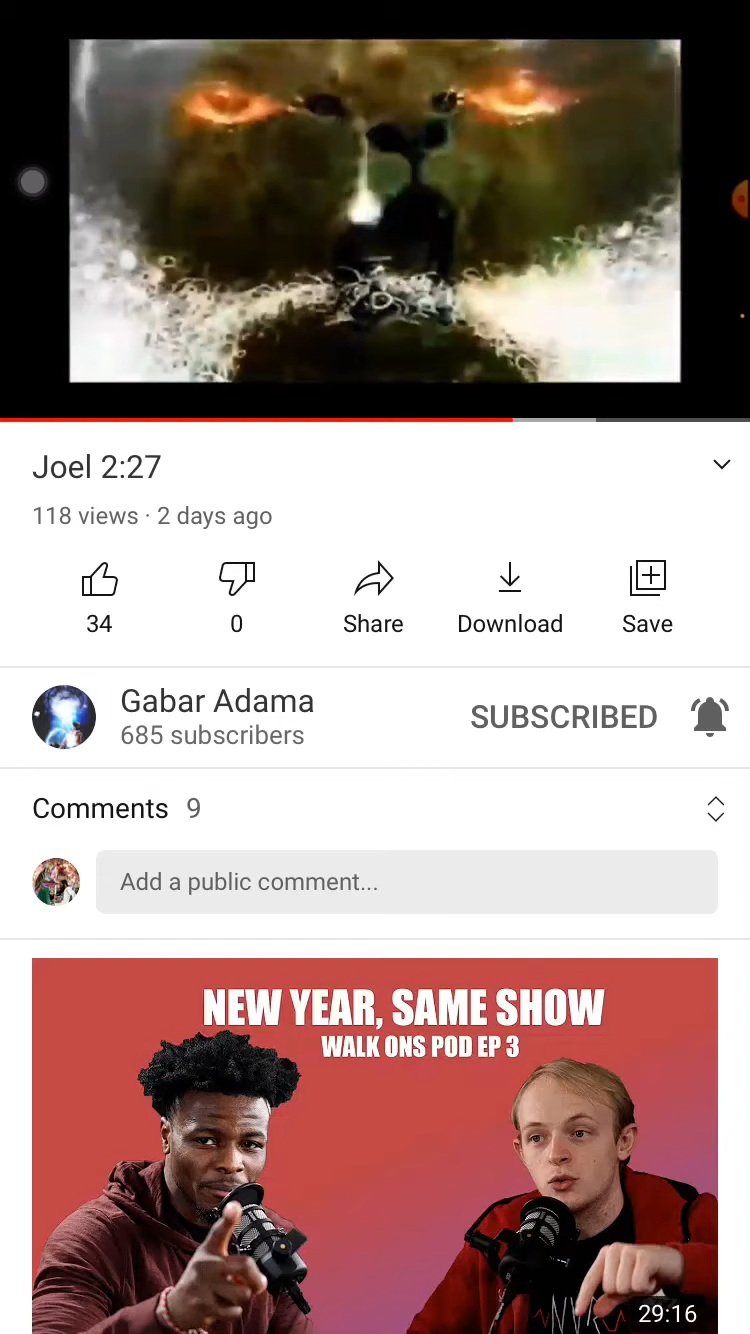 Joel 2:27
118 views · 2 days ago
34
0
Share
Download
Save
Gabar Adama
685 subscribers
SUBSCRIBED
Comments 9
Add a public comment...
NEW YEAR, SAME SHOW
WALK ONS POD EP 3
29:16